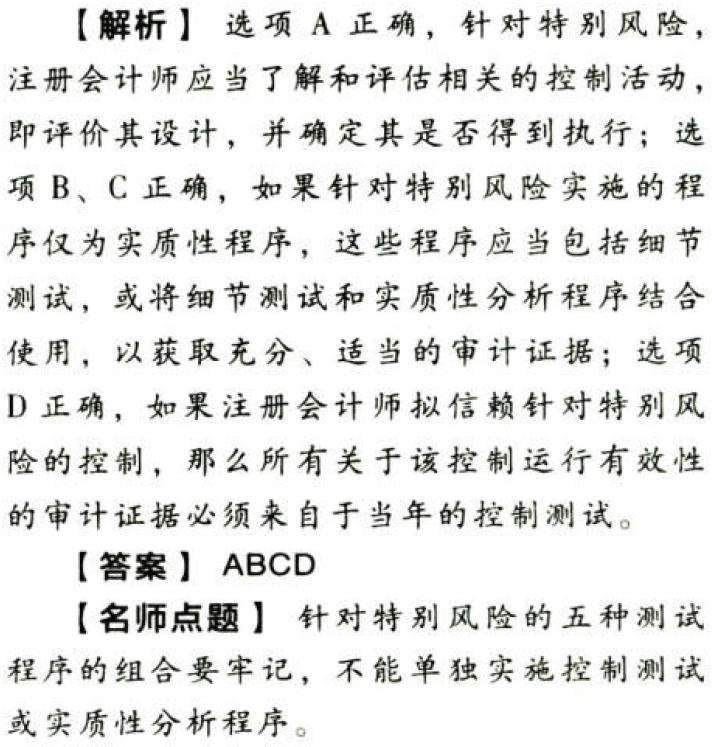 【解析】 选项 A 正确，针对特别风险，
注册会计师应当了解和评估相关的控制活动，
即评价其设计，并确定其是否得到执行；选
项 B、C 正确，如果针对特别风险实施的程
序仅为实质性程序，这些程序应当包括细节
测试，或将细节测试和实质性分析程序结合
使用，以获取充分、适当的审计证据；选项
D 正确，如果注册会计师拟信赖针对特别风
险的控制，那么所有关于该控制运行有效性
的审计证据必须来自于当年的控制测试。
【答案】 ABCD
【名师点题】 针对特别风险的五种测试
程序的组合要牢记，不能单独实施控制测试
或实质性分析程序。